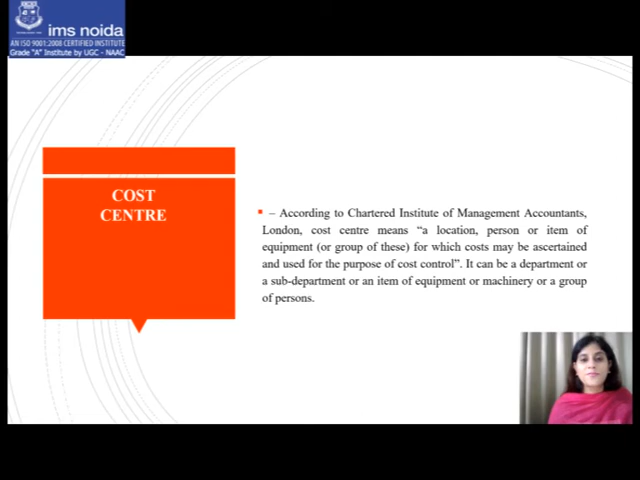 ims noida
AN ISO 9001:2008 CERTIFIED INSTITUTE
Grade "A" Institute by UGC - NAAC
COST
CENTRE
– According to Chartered Institute of Management Accountants,
London, cost centre means “a location, person or item of
equipment (or group of these) for which costs may be ascertained
and used for the purpose of cost control”. It can be a department or
a sub-department or an item of equipment or machinery or a group
of persons.